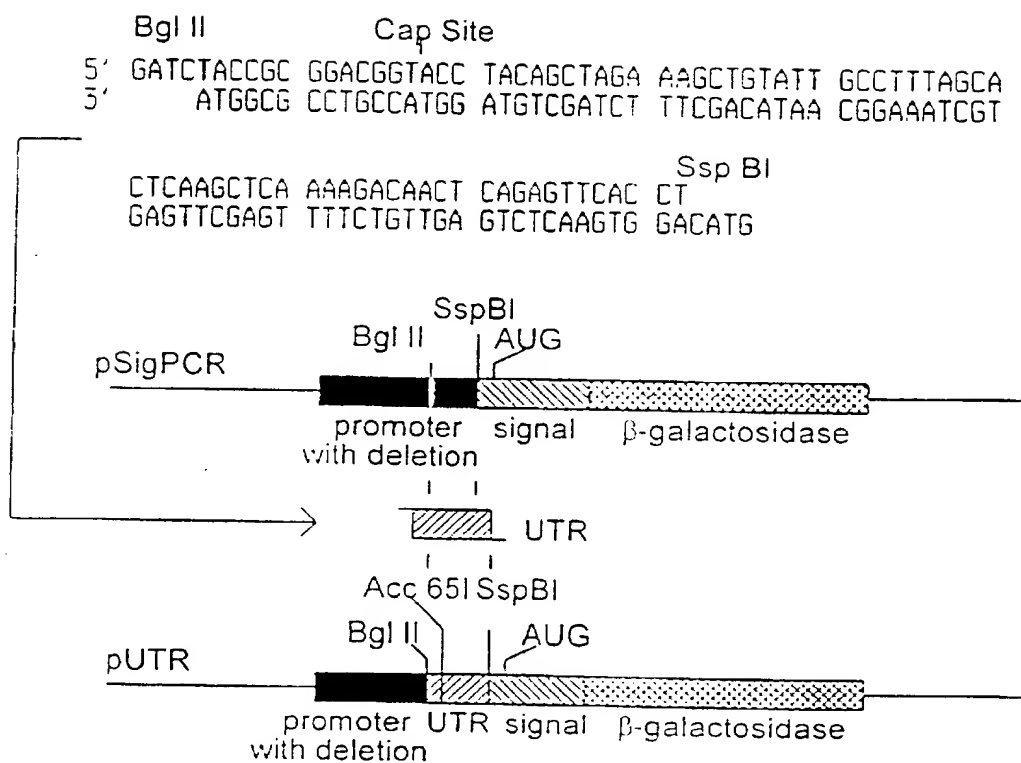 Bgl II Cap Site
5' GATCTACCGC GGACGGTACC TACAGCTAGA AAGCTGTATT GCCTTTAGCA
3' ATGGCG CCTGCCATGG ATGTCGATCT TTCGACATAA CGGAAATCGT
Ssp BI
CTCAAGCTCA AAAGACAACT CAGAGTTCAC CT
GAGTTCGAGT TTTCTGTTGA GTCTCAAGTG GACATG
SspBI
Bgl II AUG
pSigPCR
promoter signal β-galactosidase
with deletion
UTR
Acc 65I SspBI
Bgl II AUG
pUTR
promoter UTR signal β-galactosidase
with deletion